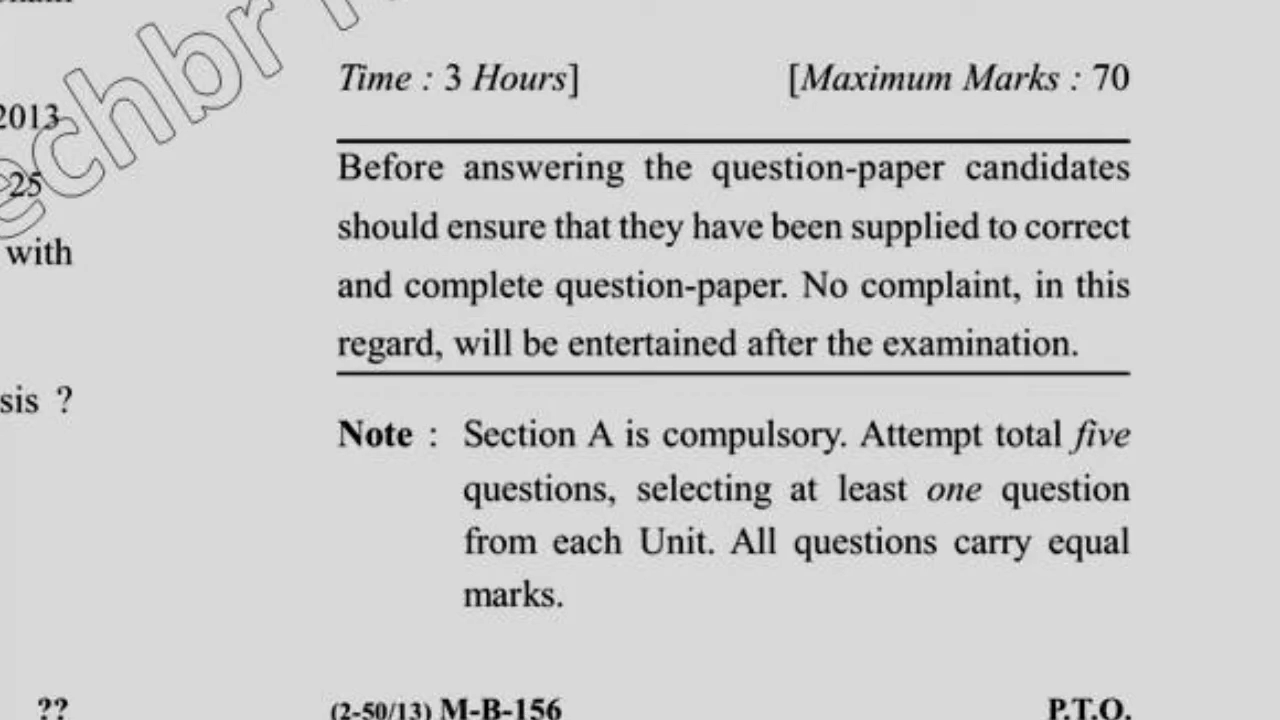 2013
25
with
sis ?
??
echbr
Time : 3 Hours]
[Maximum Marks : 70
Before answering the question-paper candidates
should ensure that they have been supplied to correct
and complete question-paper. No complaint, in this
regard, will be entertained after the examination.
Note : Section A is compulsory. Attempt total five
questions, selecting at least one question
from each Unit. All questions carry equal
marks.
(2-50/13) M-B-156
P.T.O.